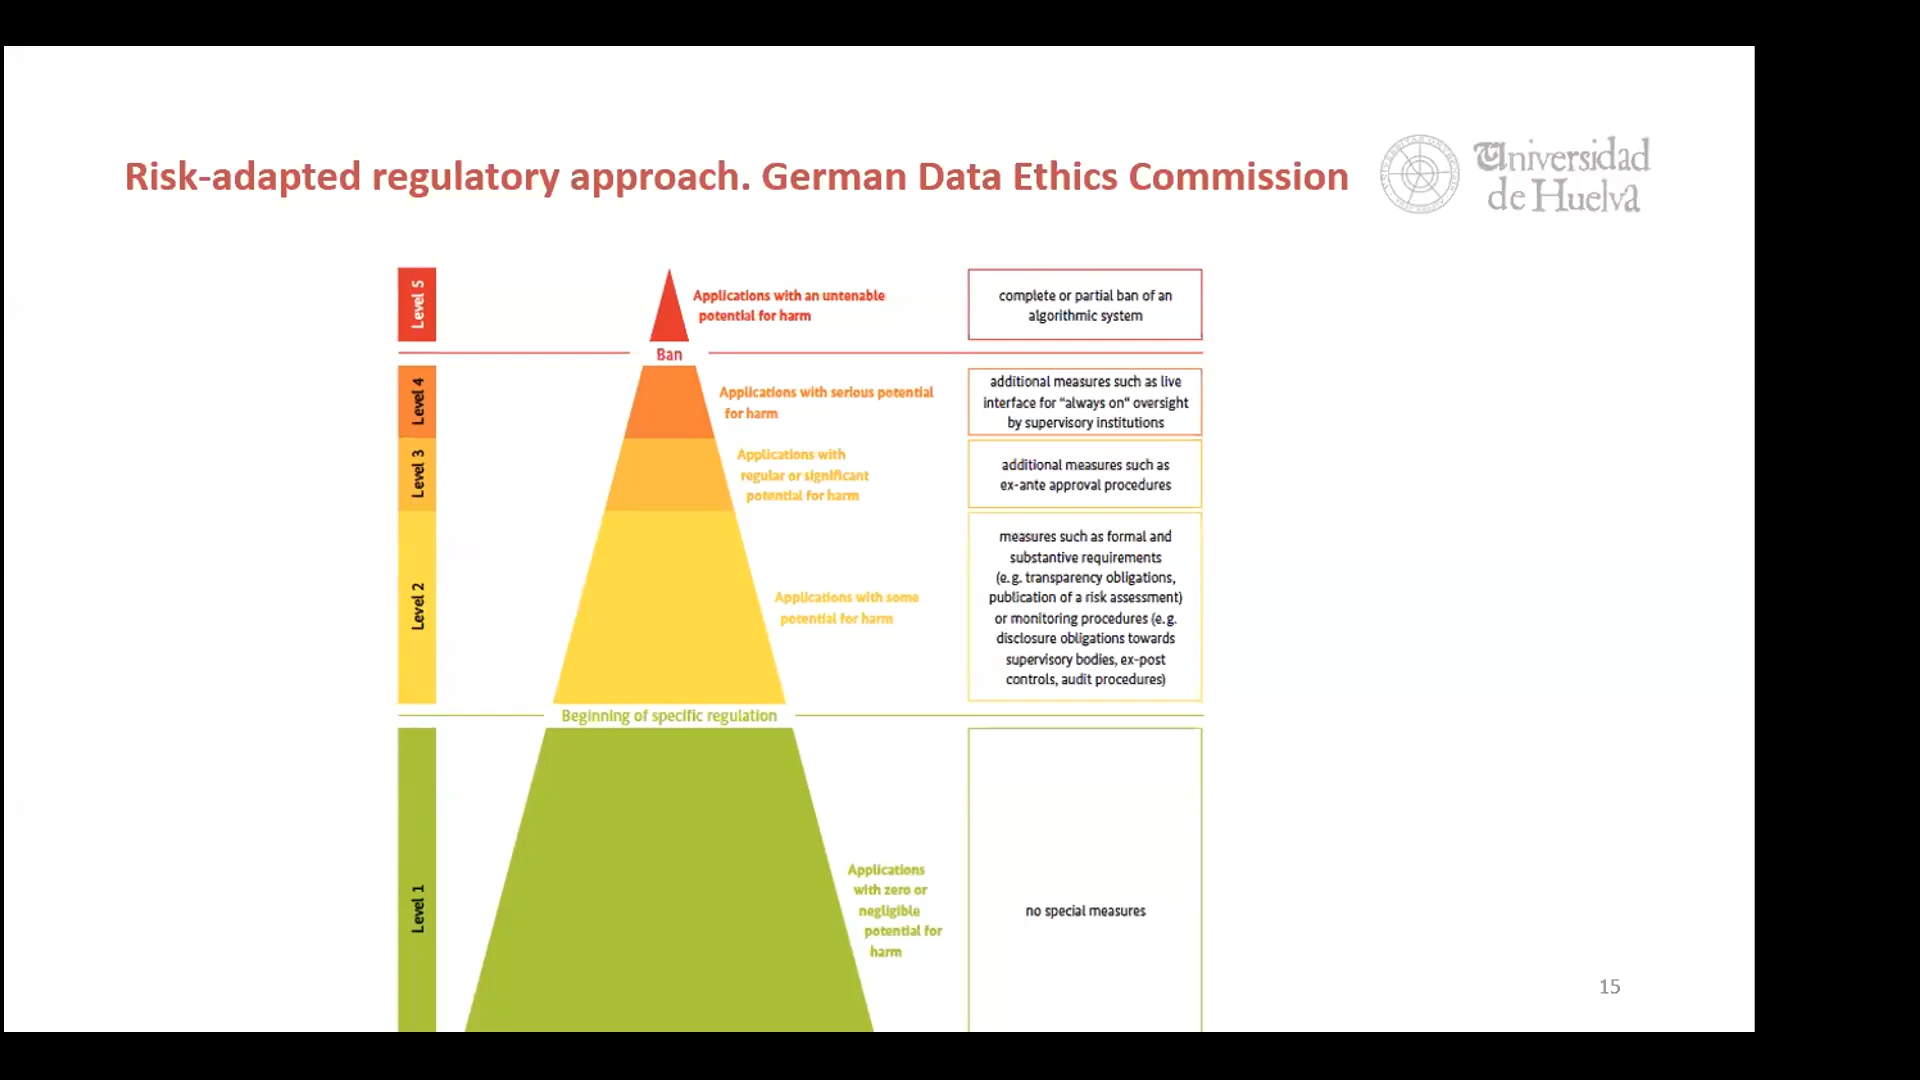 Risk-adapted regulatory approach. German Data Ethics Commission
Universidad
de Huelva
Level 5
Applications with an untenable
potential for harm
complete or partial ban of an
algorithmic system
Ban
Level 4
Applications with serious potential
for harm
additional measures such as live
interface for "always on" oversight
by supervisory institutions
Level 3
Applications with
regular or significant
potential for harm
additional measures such as
ex-ante approval procedures
Level 2
Applications with some
potential for harm
measures such as formal and
substantive requirements
(e.g. transparency obligations,
publication of a risk assessment)
or monitoring procedures (e.g.
disclosure obligations towards
supervisory bodies, ex-post
controls, audit procedures)
Beginning of specific regulation
Level 1
Applications
with zero or
negligible
potential for
harm
no special measures
15